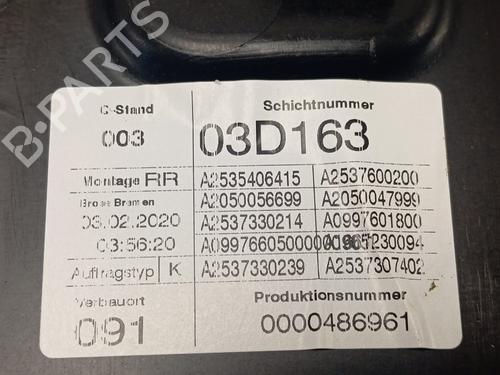 B-PARTS
Q-Stand
003
Schichtnummer
03D163
Montage RR
A2535406415 A2537600200
Brose Bremen
A2050056699 A2050047999
03.02.2020
A2537330214 A0997601800
03:56:20
Auftragstyp K
A2537330239 A2537307402
Verbauort
091
Produktionsnummer
0000486961